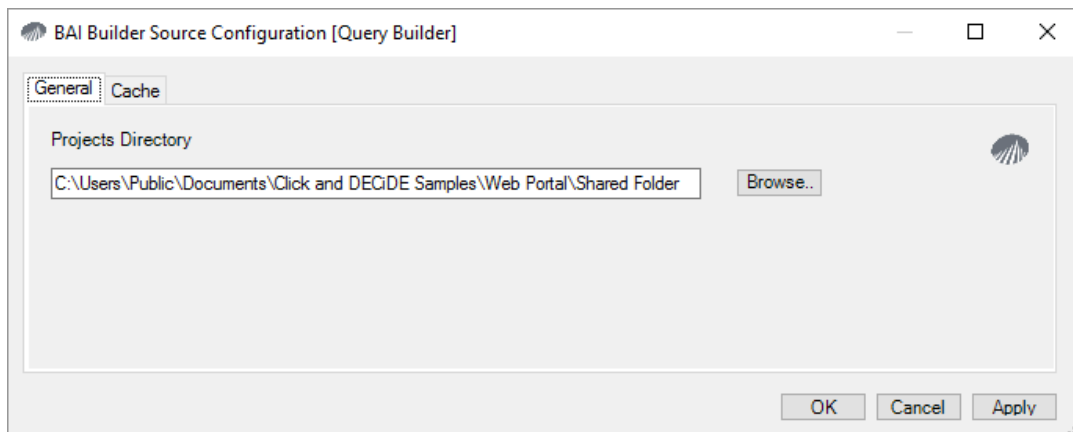 BAI Builder Source Configuration [Query Builder]
General
Cache
Projects Directory
C:\Users\Public\Documents\Click and DECiDE Samples\Web Portal\Shared Folder
Browse..
OK
Cancel
Apply